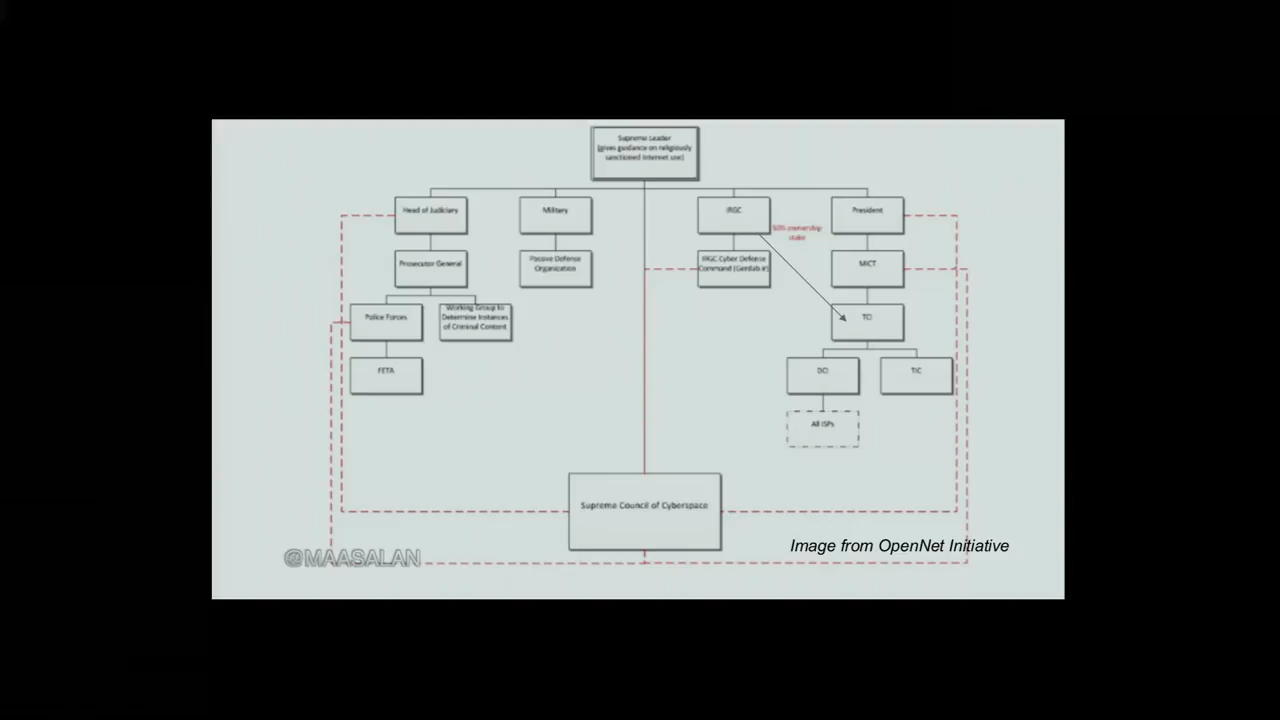 Supreme Leader
(gives guidance on religiously
sanctioned Internet use)
Head of Judiciary
Military
IRGC
President
50% ownership
stake
Prosecutor General
Passive Defense
Organization
IRGC Cyber Defense
Command (Gerdab.ir)
MICT
Police Forces
Working Group to
Determine Instances
of Criminal Content
TCI
FETA
DCI
TIC
All ISPs
Supreme Council of Cyberspace
Image from OpenNet Initiative
@MAASALAN